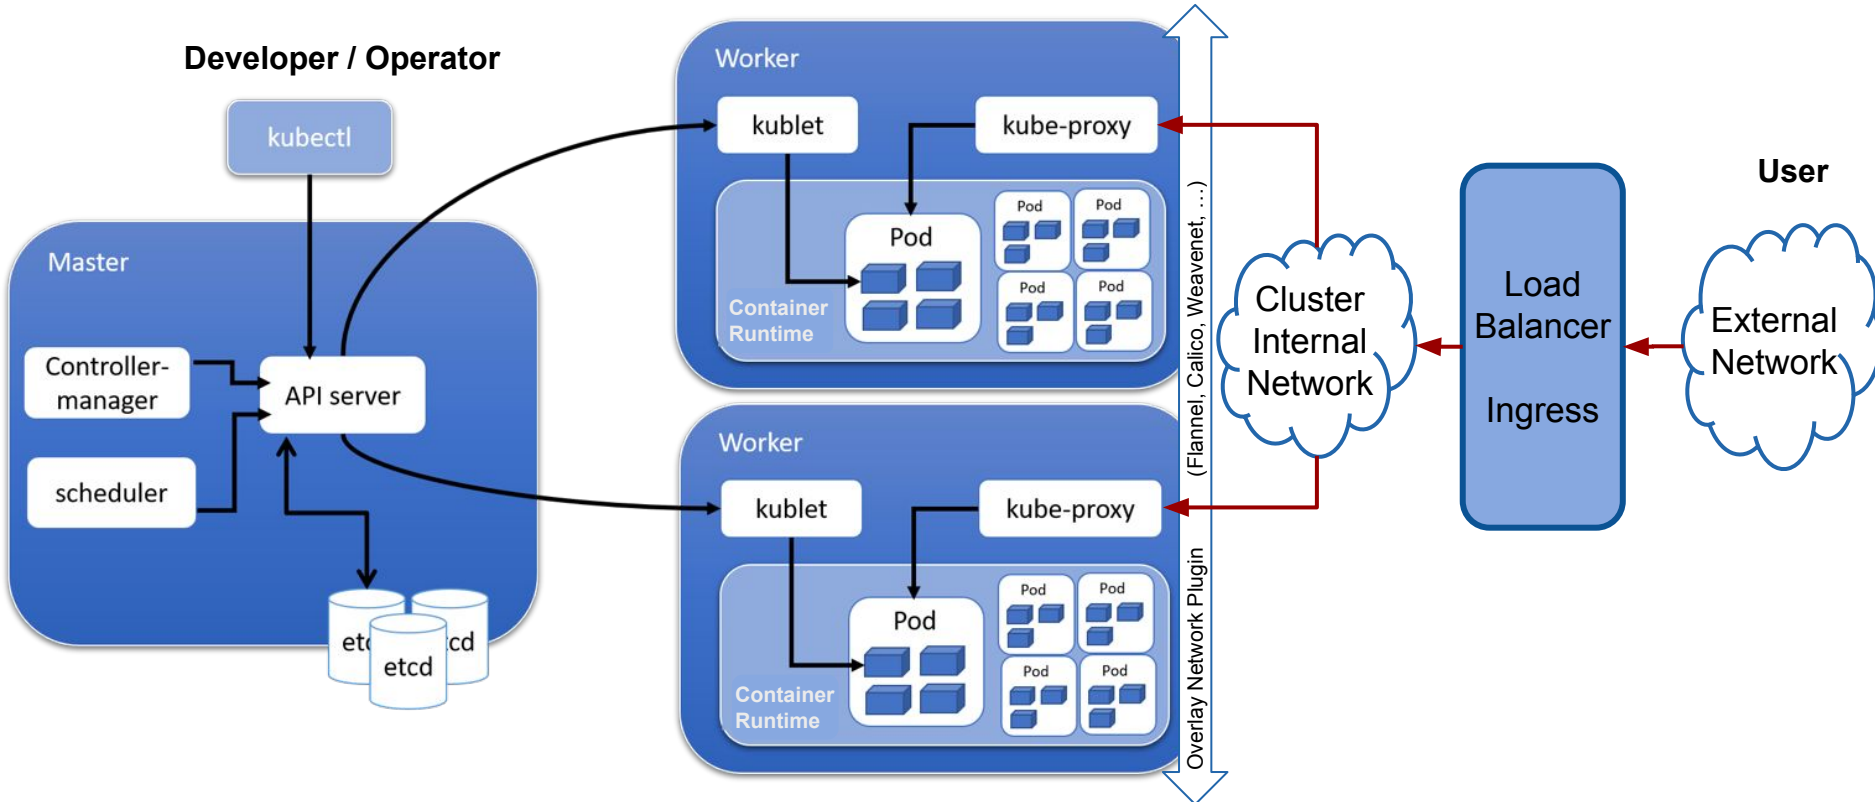 Developer / Operator
kubectl
Master
Controller-
manager
API server
scheduler
etcd
etcd
etcd
Worker
kublet
kube-proxy
Pod
Container
Runtime
Pod
Pod
Pod
Pod
Worker
kublet
kube-proxy
Pod
Container
Runtime
Pod
Pod
Pod
Pod
Overlay Network Plugin (Flannel, Calico, Weavenet, ...)
Cluster
Internal
Network
Load
Balancer
Ingress
User
External
Network